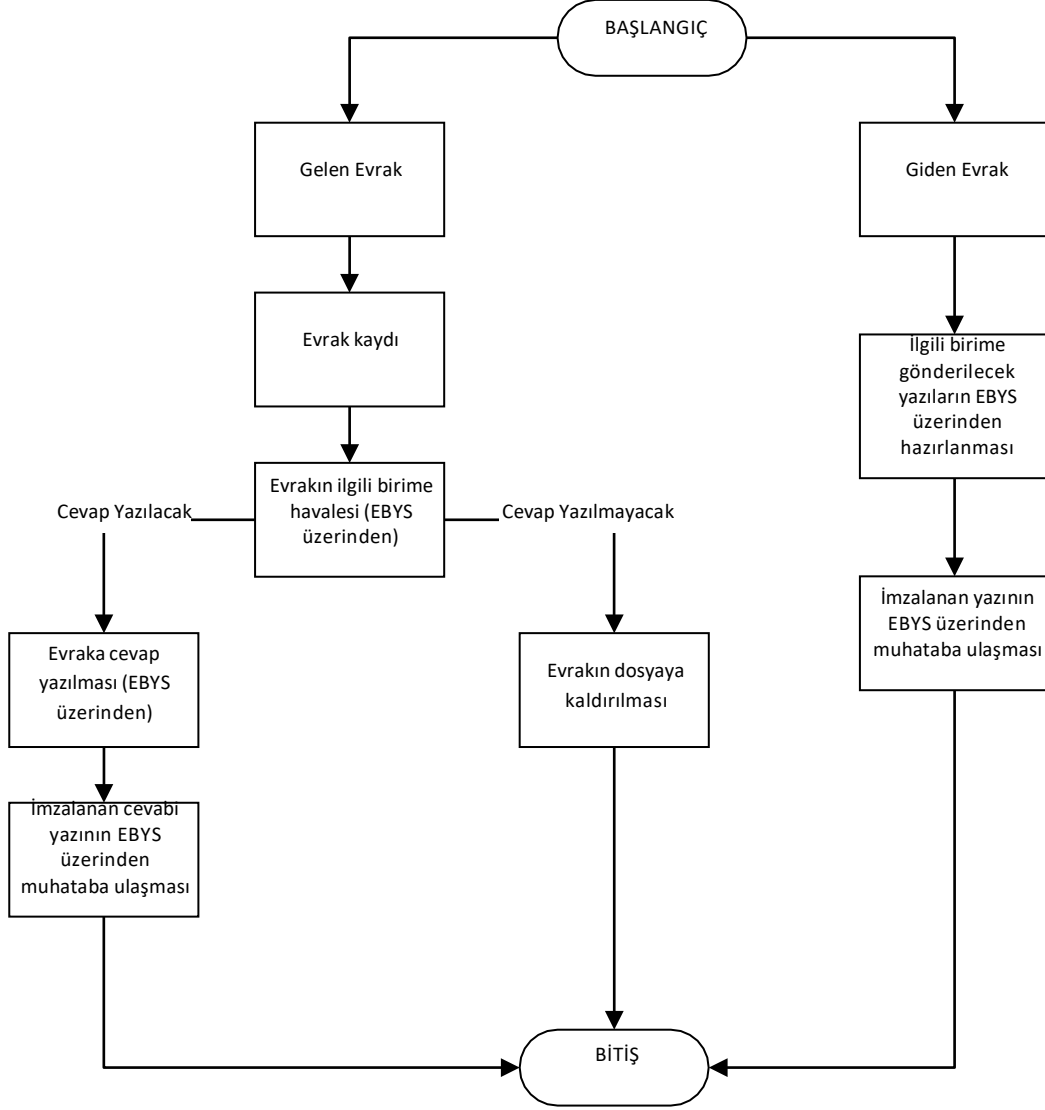 BAŞLANGIÇ
Gelen Evrak
Giden Evrak
Evrak kaydı
İlgili birime
gönderilecek
yazıların EBYS
üzerinden
hazırlanması
Evrakın ilgili birime
havalesi (EBYS
üzerinden)
Cevap Yazılacak
Cevap Yazılmayacak
İmzalanan yazının
EBYS üzerinden
muhataba ulaşması
Evraka cevap
yazılması (EBYS
üzerinden)
Evrakın dosyaya
kaldırılması
İmzalanan cevabi
yazının EBYS
üzerinden
muhataba ulaşması
BİTİŞ